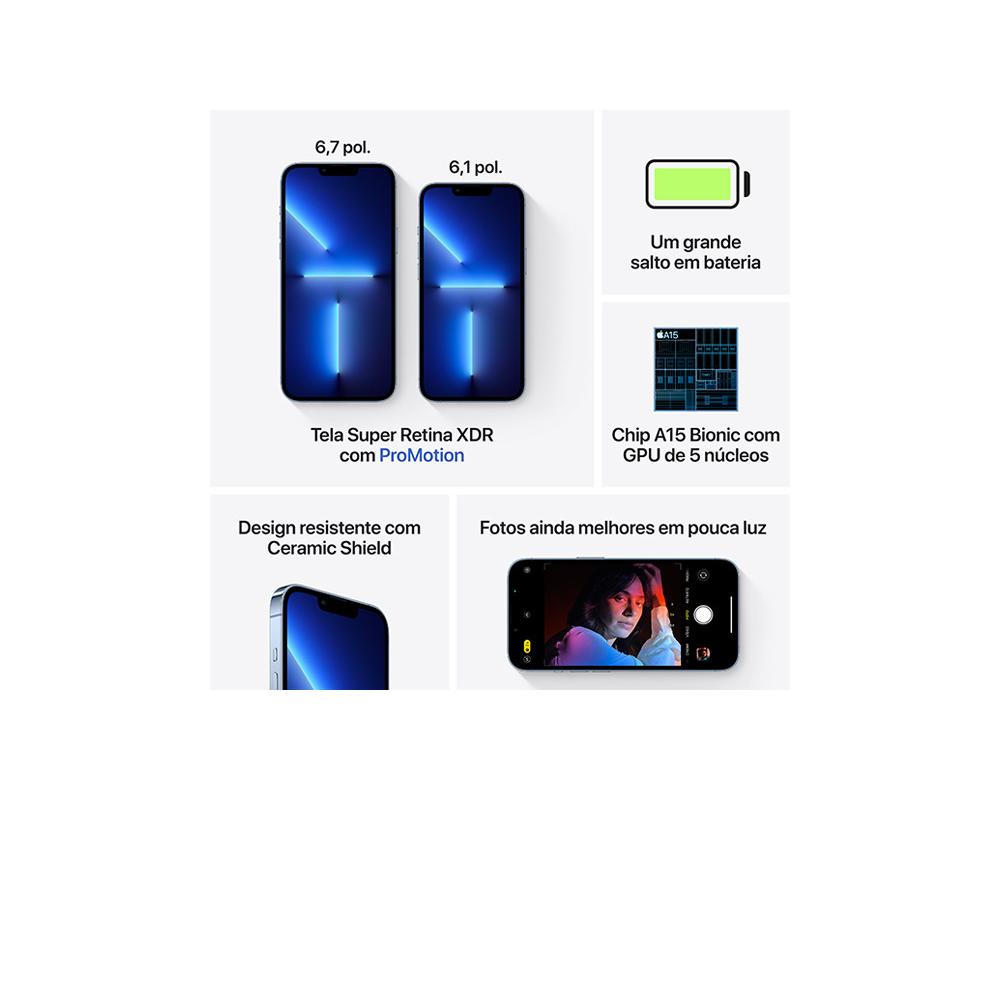 6,7 pol.
6,1 pol.
Tela Super Retina XDR
com ProMotion
Um grande
salto em bateria
A15
Chip A15 Bionic com
GPU de 5 núcleos
Design resistente com
Ceramic Shield
Fotos ainda melhores em pouca luz